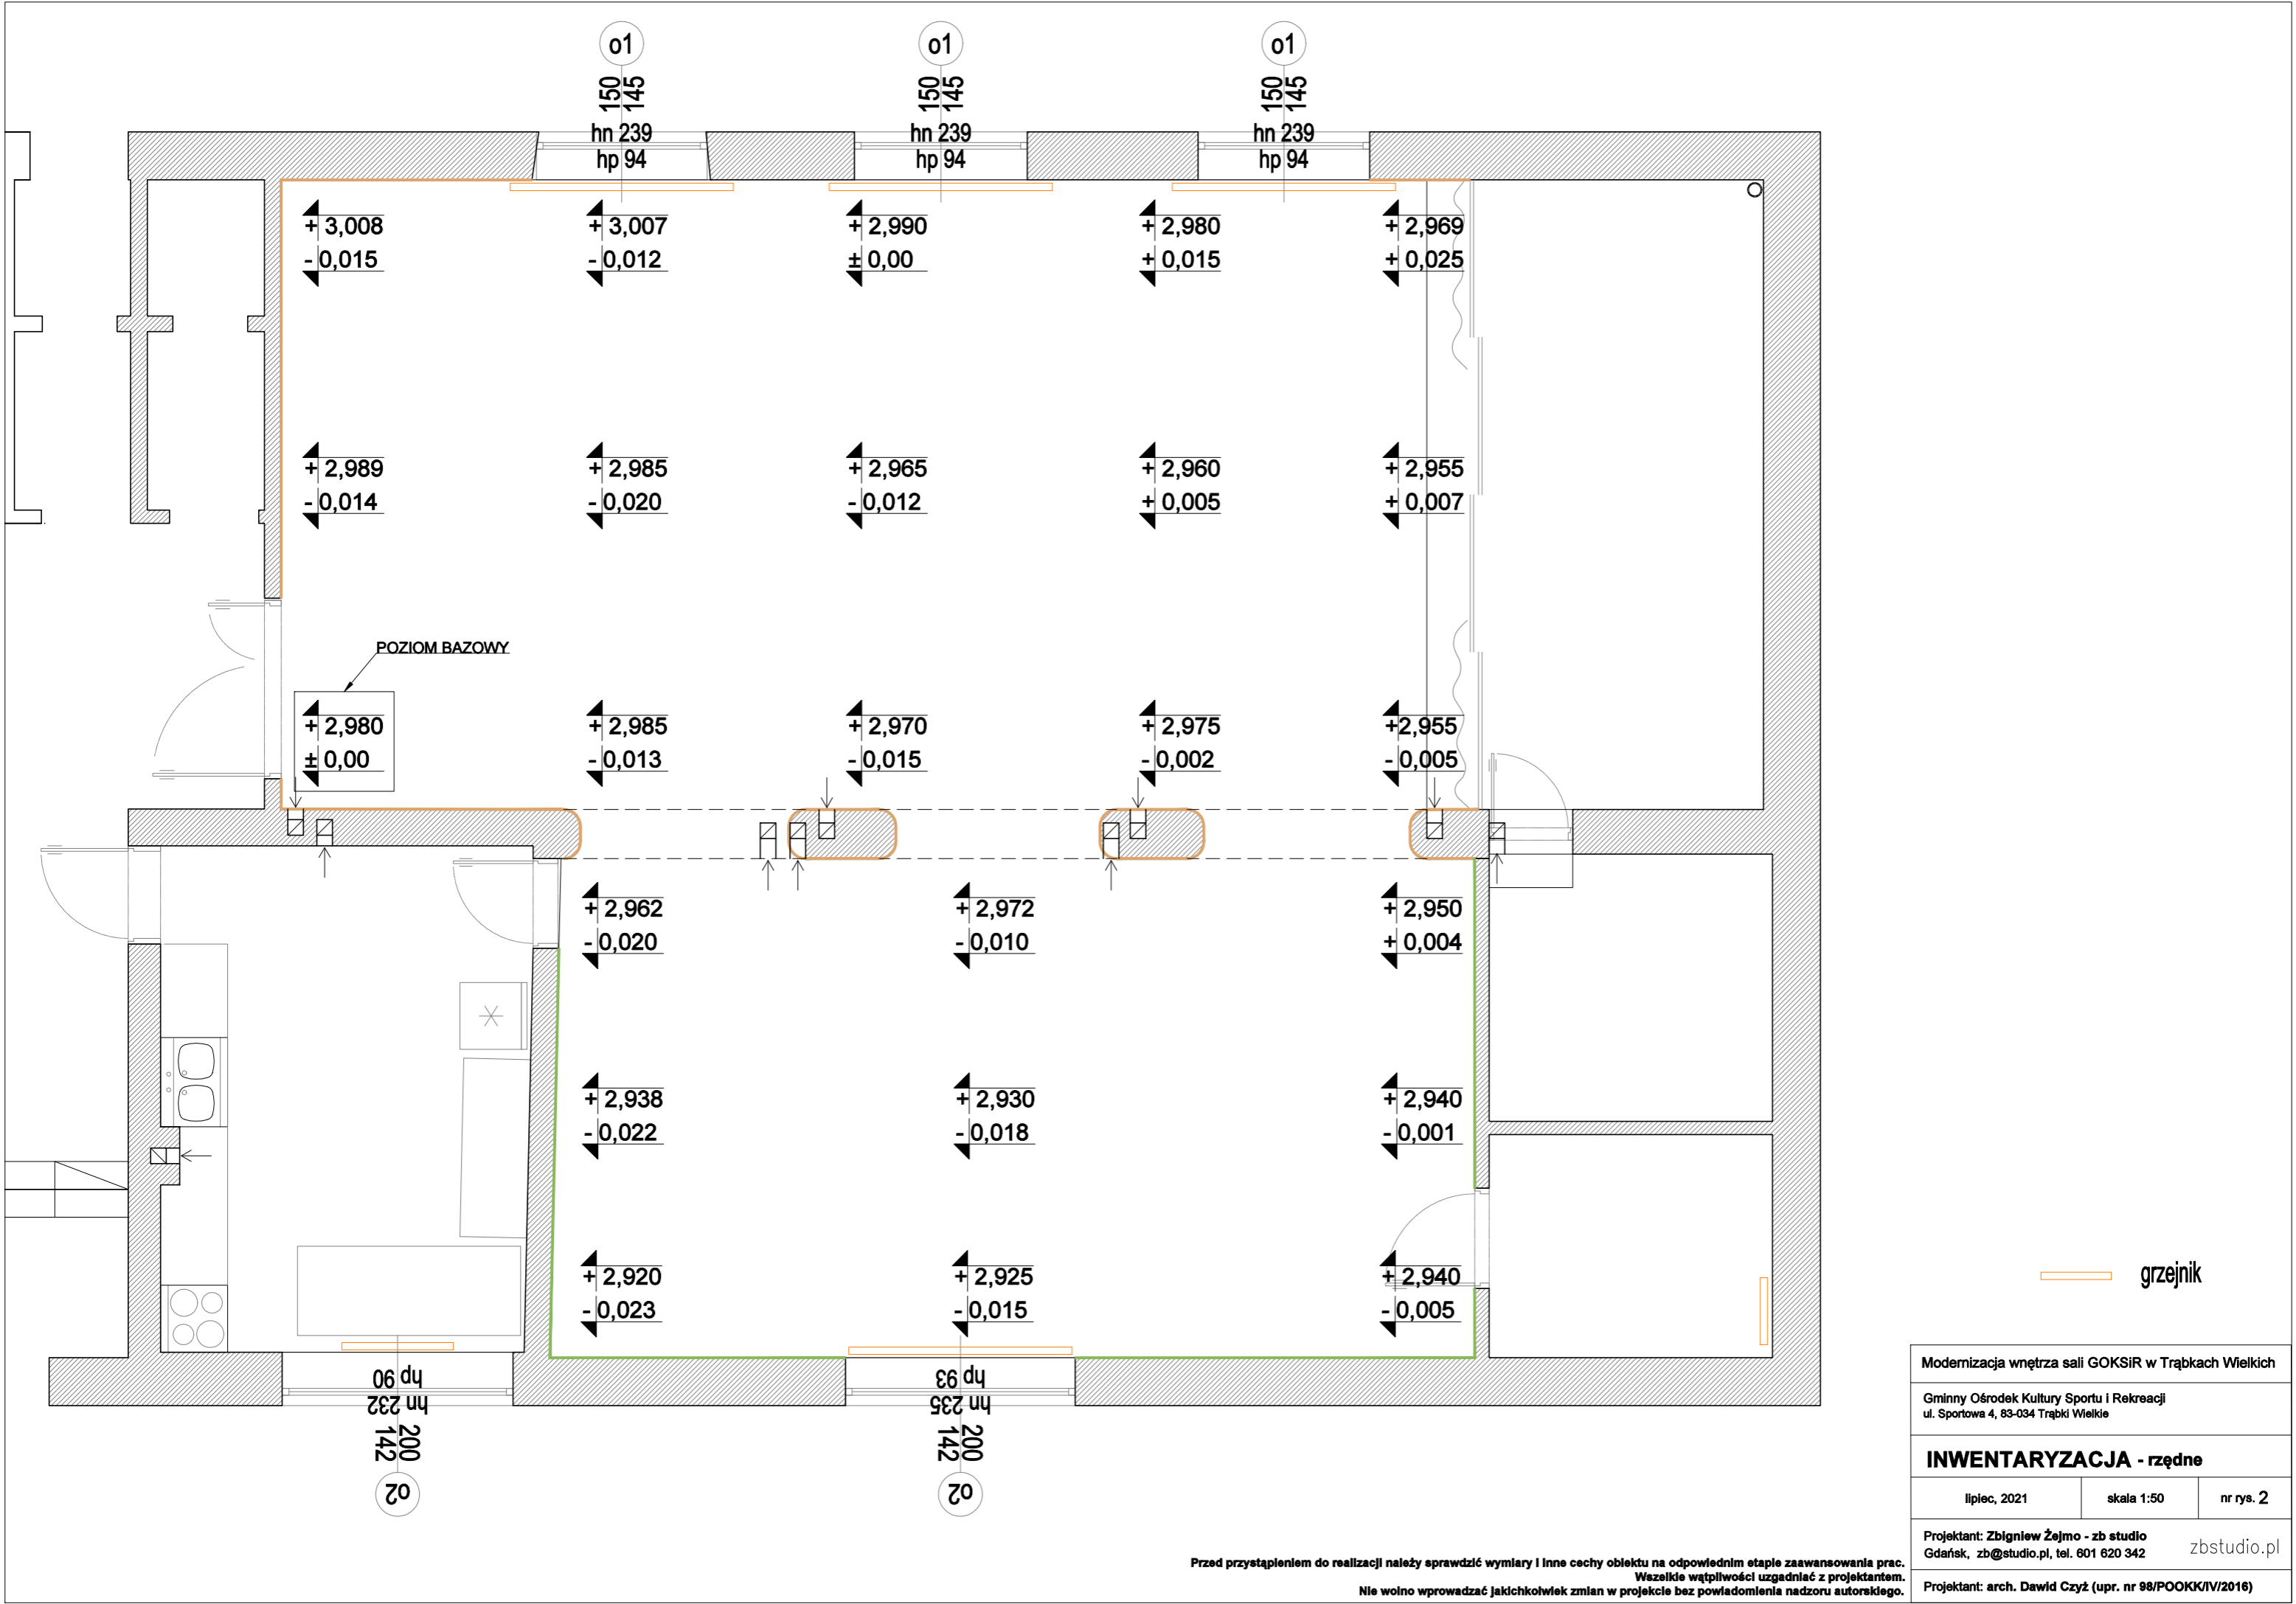 o1
o1
o1
150
145
150
145
150
145
hn 239
hp 94
hn 239
hp 94
hn 239
hp 94
+ 3,008
- 0,015
+ 3,007
- 0,012
+ 2,990
± 0,00
+ 2,980
+ 0,015
+ 2,969
+ 0,025
+ 2,989
- 0,014
+ 2,985
- 0,020
+ 2,965
- 0,012
+ 2,960
+ 0,005
+ 2,955
+ 0,007
POZIOM BAZOWY
+ 2,980
± 0,00
+ 2,985
- 0,013
+ 2,970
- 0,015
+ 2,975
- 0,002
+2,955
- 0,005
+ 2,962
- 0,020
+ 2,972
- 0,010
+ 2,950
+ 0,004
+ 2,938
- 0,022
+ 2,930
- 0,018
+ 2,940
- 0,001
+ 2,920
- 0,023
+ 2,925
- 0,015
+ 2,940
- 0,005
hp 90
hn 232
200
142
o2
hp 93
hn 235
200
142
o2
grzejnik
Modernizacja wnętrza sali GOKSiR w Trąbkach Wielkich
Gminny Ośrodek Kultury Sportu i Rekreacji
ul. Sportowa 4, 83-034 Trąbki Wielkie
INWENTARYZACJA - rzędne
lipiec, 2021
skala 1:50
nr rys. 2
Projektant: Zbigniew Żejmo - zb studio
Gdańsk, zb@studio.pl, tel. 601 620 342
zbstudio.pl
Projektant: arch. Dawid Czyż (upr. nr 98/POOKK/IV/2016)
Przed przystąpieniem do realizacji należy sprawdzić wymiary i inne cechy obiektu na odpowiednim etapie zaawansowania prac.
Wszelkie wątpliwości uzgadniać z projektantem.
Nie wolno wprowadzać jakichkolwiek zmian w projekcie bez powiadomienia nadzoru autorskiego.